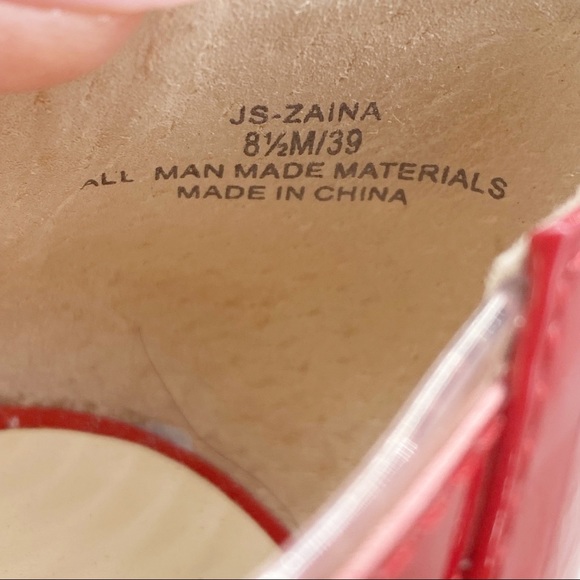 JS-ZAINA
8½M/39
ALL MAN MADE MATERIALS
MADE IN CHINA